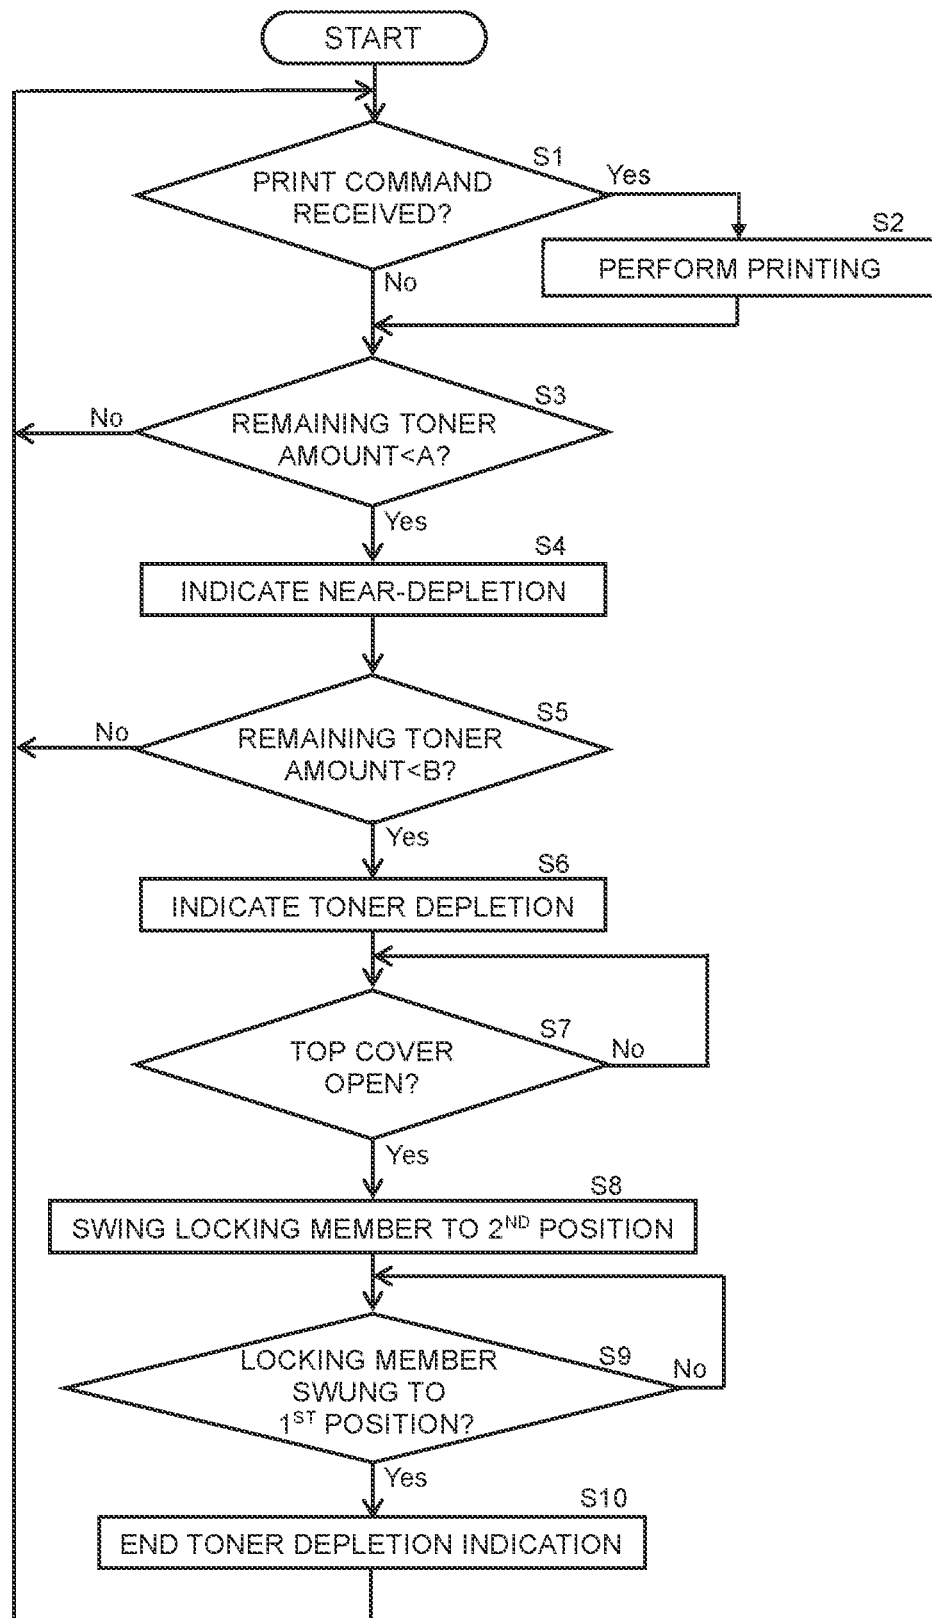 START
S1
PRINT COMMAND
RECEIVED?
Yes
S2
PERFORM PRINTING
No
S3
REMAINING TONER
AMOUNT<A?
No
Yes
S4
INDICATE NEAR-DEPLETION
S5
REMAINING TONER
AMOUNT<B?
No
Yes
S6
INDICATE TONER DEPLETION
S7
TOP COVER
OPEN?
No
Yes
S8
SWING LOCKING MEMBER TO 2ND POSITION
S9
LOCKING MEMBER
SWUNG TO
1ST POSITION?
No
Yes
S10
END TONER DEPLETION INDICATION